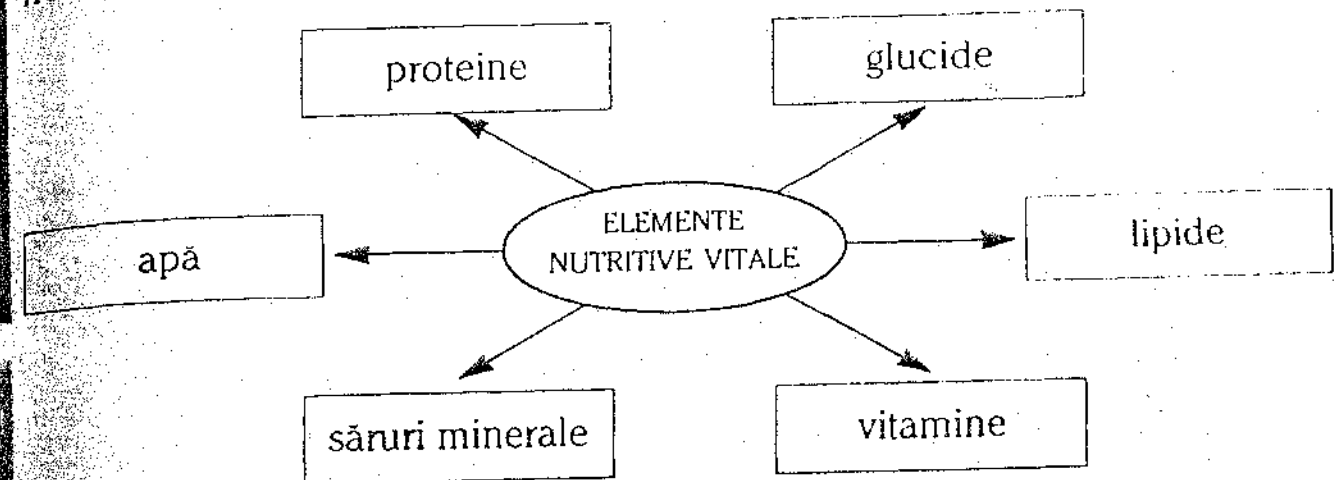 proteine
glucide
ELEMENTE
NUTRITIVE VITALE
apă
lipide
săruri minerale
vitamine